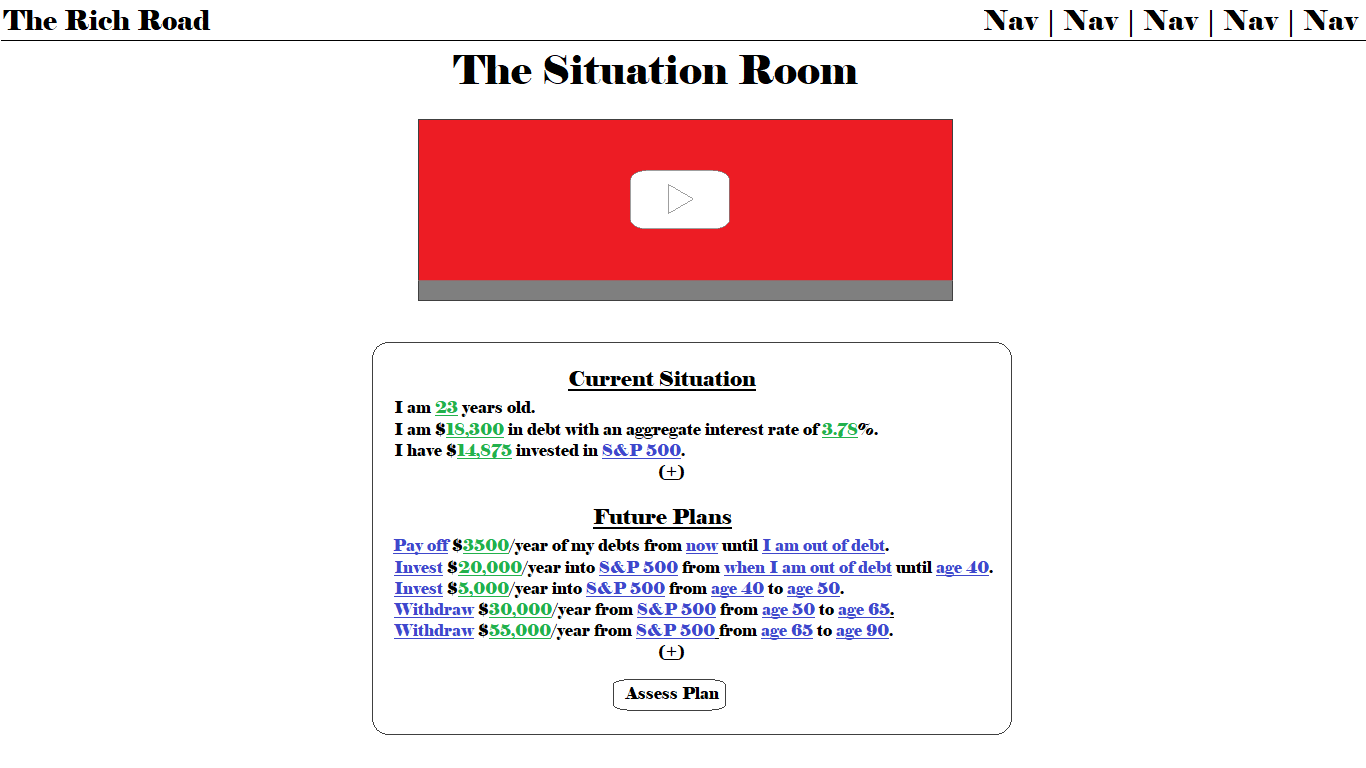 The Rich Road
Nav | Nav | Nav | Nav | Nav
The Situation Room
Current Situation
I am 23 years old.
I am $18,300 in debt with an aggregate interest rate of 3.78%.
I have $14,875 invested in S&P 500.
(+)
Future Plans
Pay off $3500/year of my debts from now until I am out of debt.
Invest $20,000/year into S&P 500 from when I am out of debt until age 40.
Invest $5,000/year into S&P 500 from age 40 to age 50.
Withdraw $30,000/year from S&P 500 from age 50 to age 65.
Withdraw $55,000/year from S&P 500 from age 65 to age 90.
(+)
Assess Plan